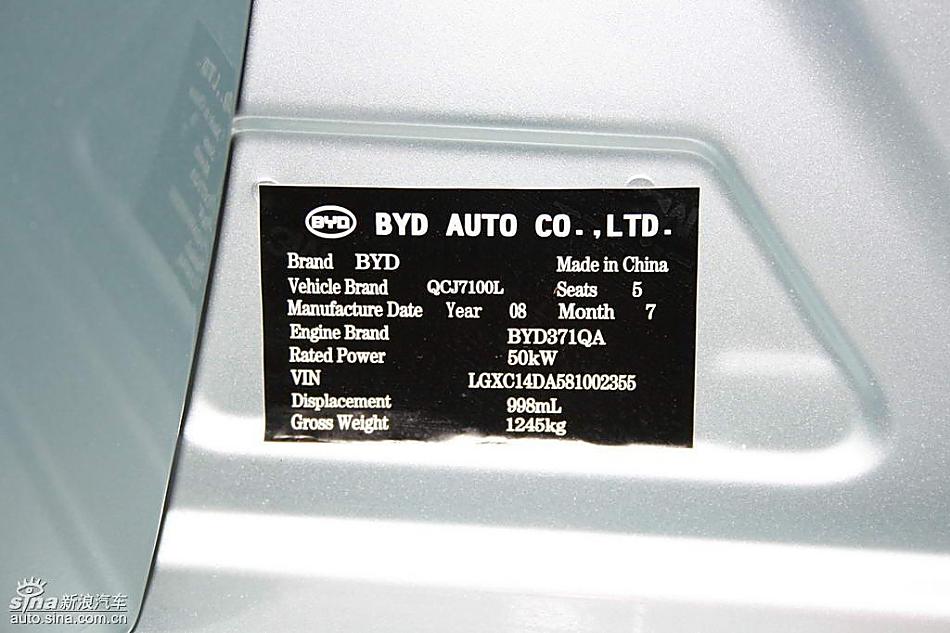 BYD BYD AUTO CO.,LTD.
Brand BYD Made in China
Vehicle Brand QCJ7100L Seats 5
Manufacture Date Year 08 Month 7
Engine Brand BYD371QA
Rated Power 50kW
VIN LGXC14DA581002355
Displacement 998mL
Gross Weight 1245kg
sina新浪汽车
auto.sina.com.cn